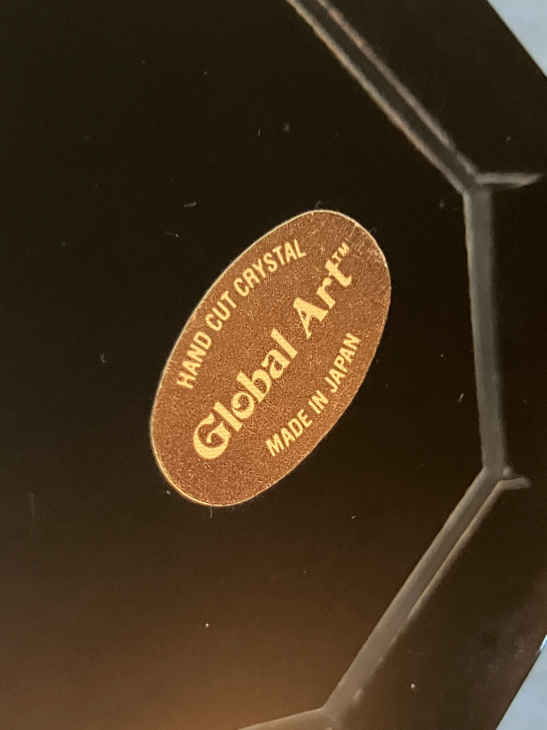 HAND CUT CRYSTAL
Global Art™
MADE IN JAPAN